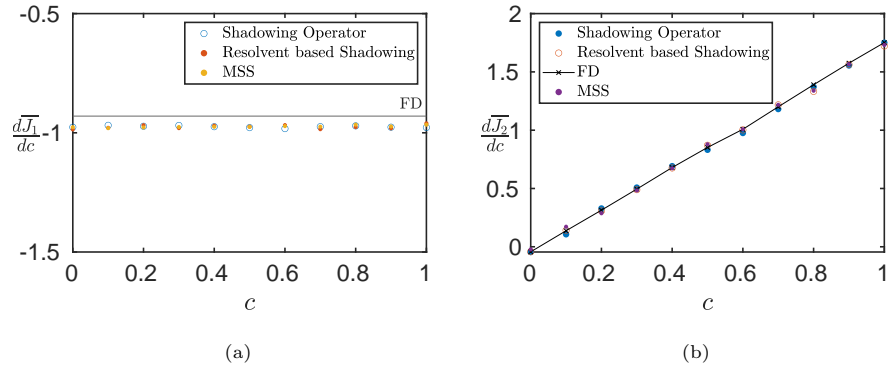 -0.5
Shadowing Operator
Resolvent based Shadowing
MSS
FD
dJ̅₁/dc
-1
-1.5
0 0.2 0.4 0.6 0.8 1
c
(a)
2
Shadowing Operator
Resolvent based Shadowing
FD
MSS
1.5
dJ̅₂/dc
1
0.5
0
0 0.2 0.4 0.6 0.8 1
c
(b)